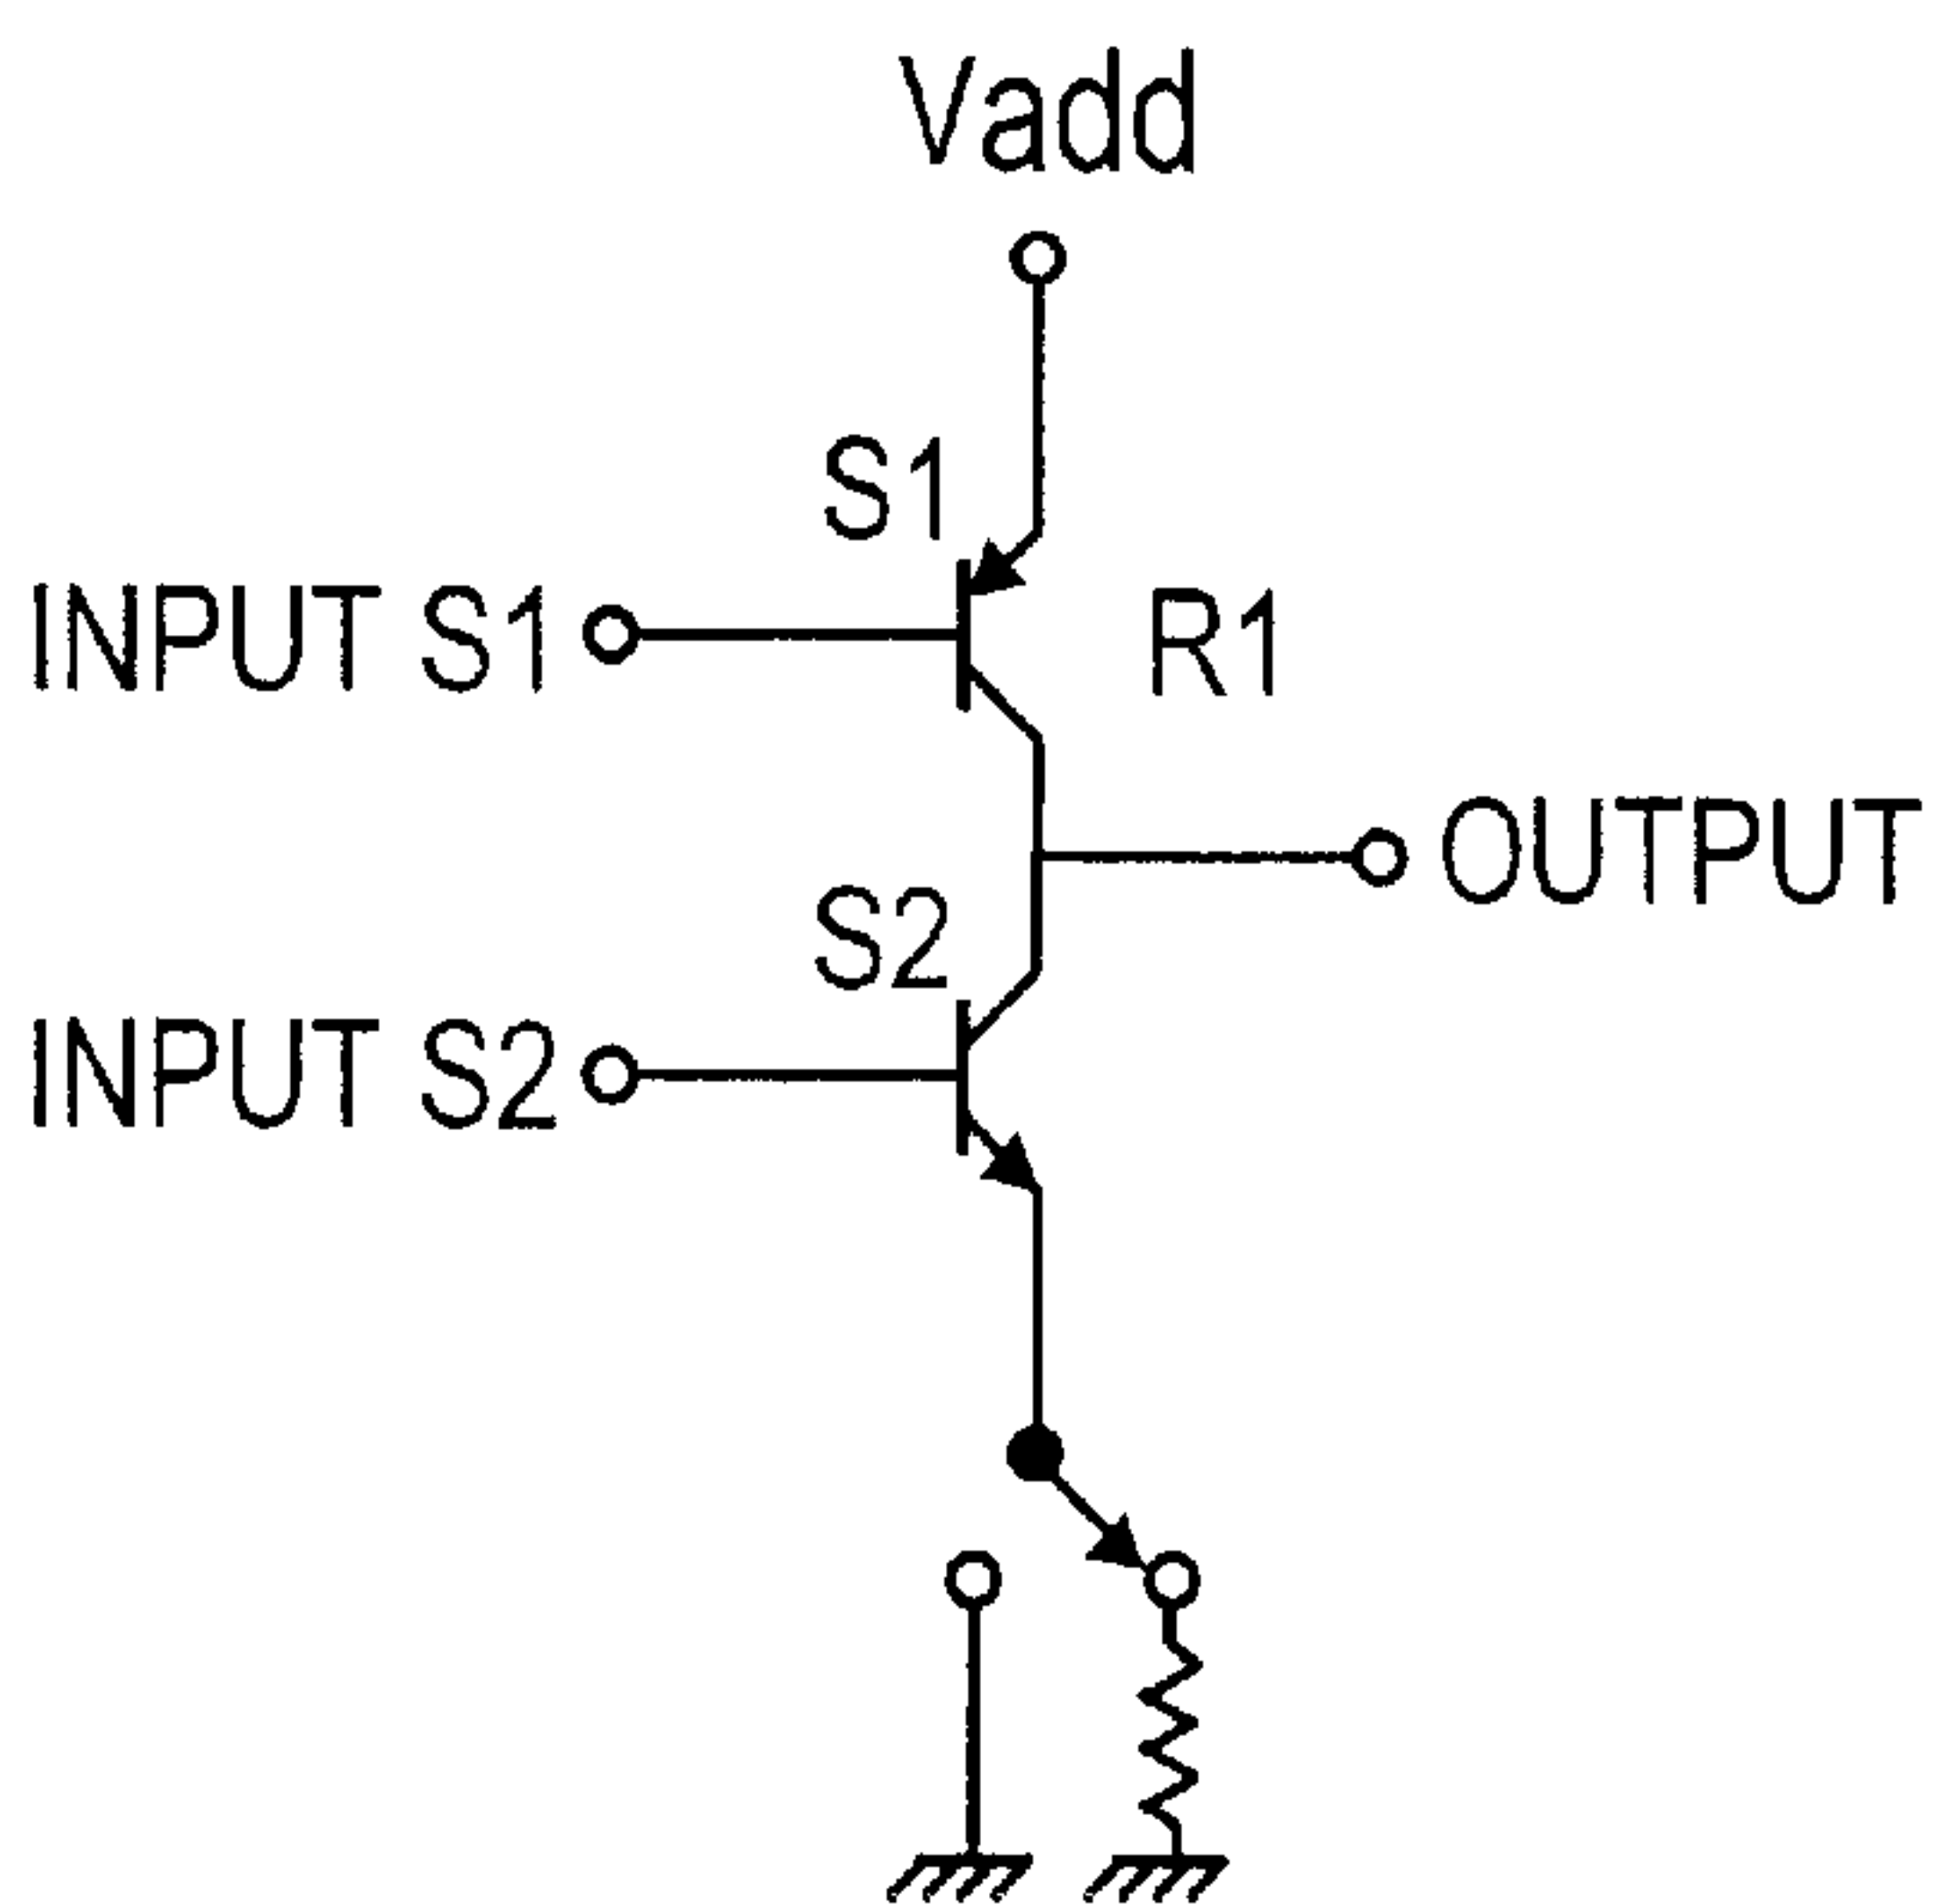 Vadd
S1
INPUT S1
R1
OUTPUT
S2
INPUT S2